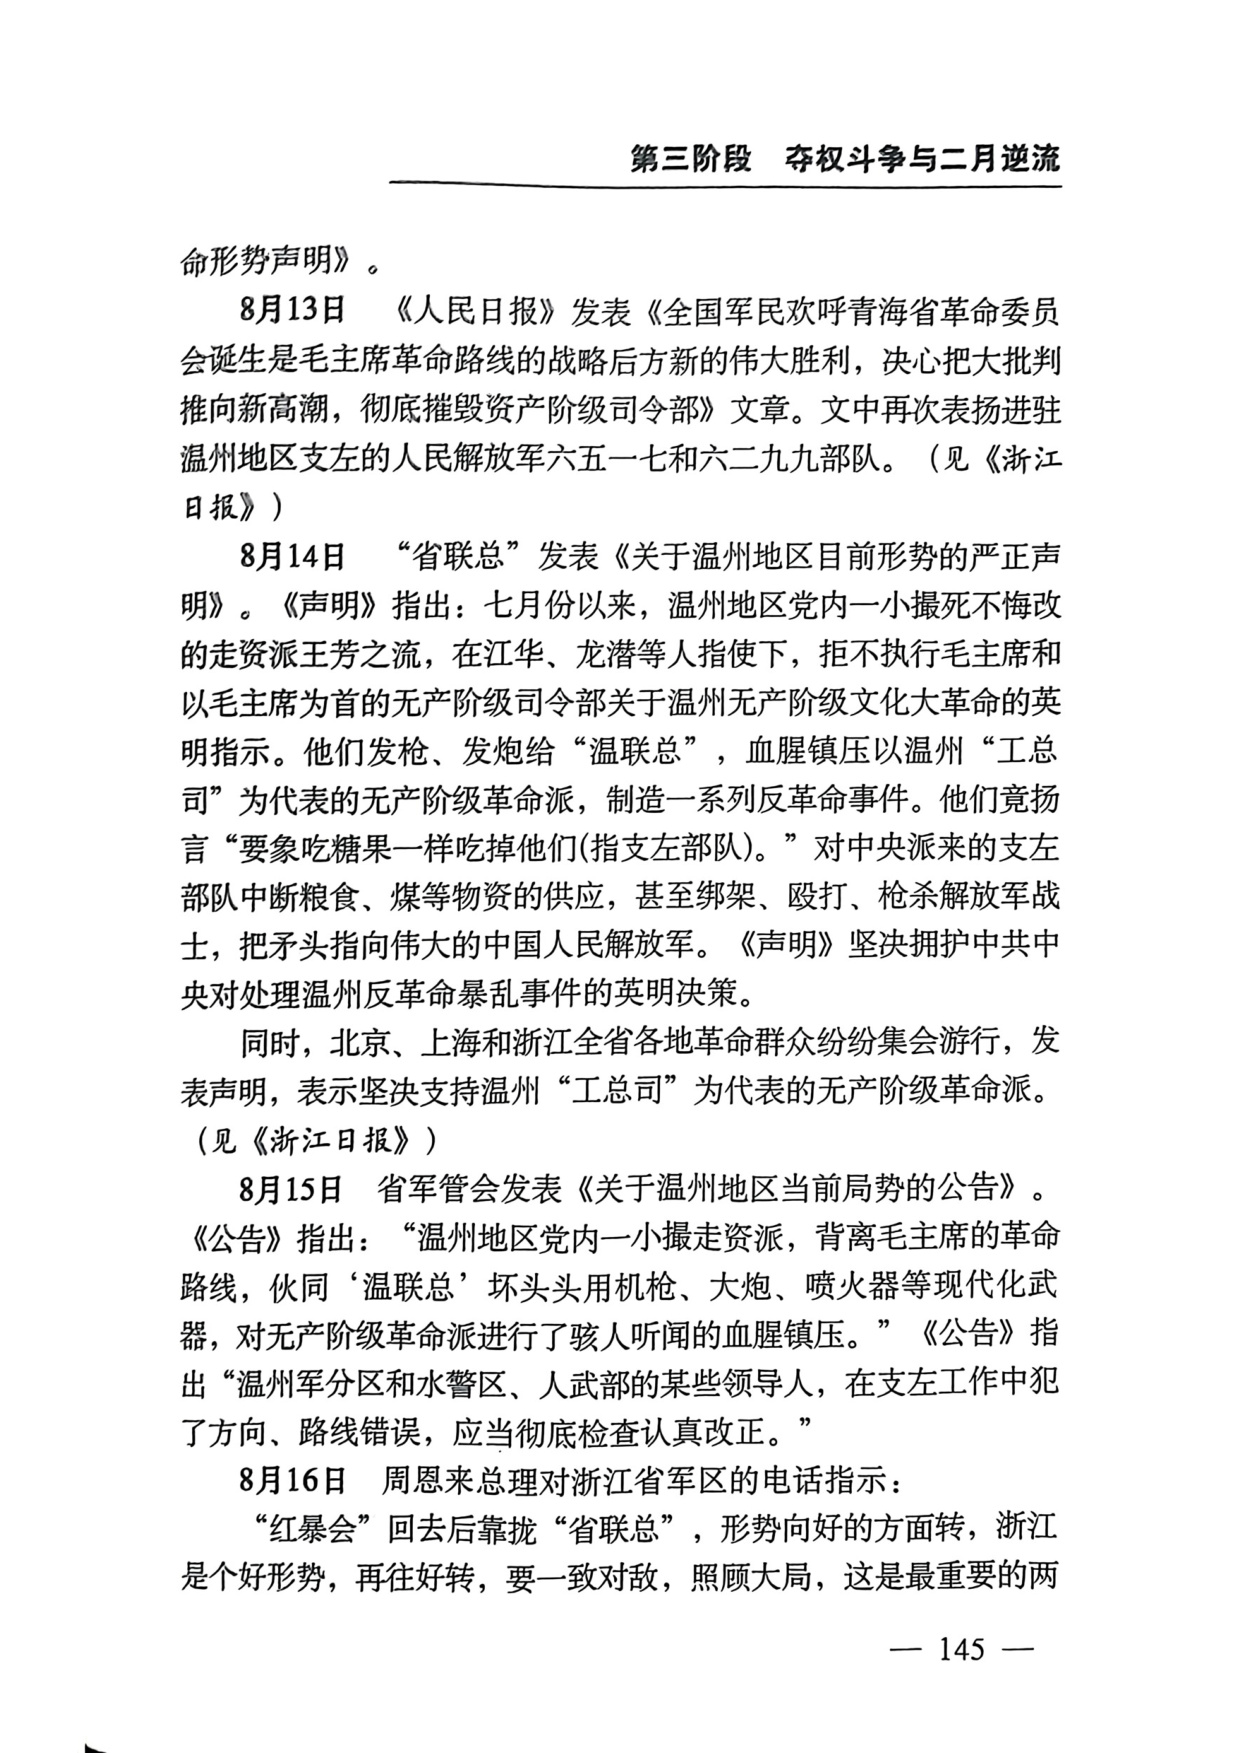 第三阶段　夺权斗争与二月逆流
命形势声明》。
8月13日　《人民日报》发表《全国军民欢呼青海省革命委员
会诞生是毛主席革命路线的战略后方新的伟大胜利，决心把大批判
推向新高潮，彻底摧毁资产阶级司令部》文章。文中再次表扬进驻
温州地区支左的人民解放军六五一七和六二九九部队。（见《浙江
日报》）
8月14日　“省联总”发表《关于温州地区目前形势的严正声
明》。《声明》指出：七月份以来，温州地区党内一小撮死不悔改
的走资派王芳之流，在江华、龙潜等人指使下，拒不执行毛主席和
以毛主席为首的无产阶级司令部关于温州无产阶级文化大革命的英
明指示。他们发枪、发炮给“温联总”，血腥镇压以温州“工总
司”为代表的无产阶级革命派，制造一系列反革命事件。他们竟扬
言“要象吃糖果一样吃掉他们(指支左部队)。”对中央派来的支左
部队中断粮食、煤等物资的供应，甚至绑架、殴打、枪杀解放军战
士，把矛头指向伟大的中国人民解放军。《声明》坚决拥护中共中
央对处理温州反革命暴乱事件的英明决策。
同时，北京、上海和浙江全省各地革命群众纷纷集会游行，发
表声明，表示坚决支持温州“工总司”为代表的无产阶级革命派。
（见《浙江日报》）
8月15日　省军管会发表《关于温州地区当前局势的公告》。
《公告》指出：“温州地区党内一小撮走资派，背离毛主席的革命
路线，伙同‘温联总’坏头头用机枪、大炮、喷火器等现代化武
器，对无产阶级革命派进行了骇人听闻的血腥镇压。”《公告》指
出“温州军分区和水警区、人武部的某些领导人，在支左工作中犯
了方向、路线错误，应当彻底检查认真改正。”
8月16日　周恩来总理对浙江省军区的电话指示：
“红暴会”回去后靠拢“省联总”，形势向好的方面转，浙江
是个好形势，再往好转，要一致对敌，照顾大局，这是最重要的两
— 145 —